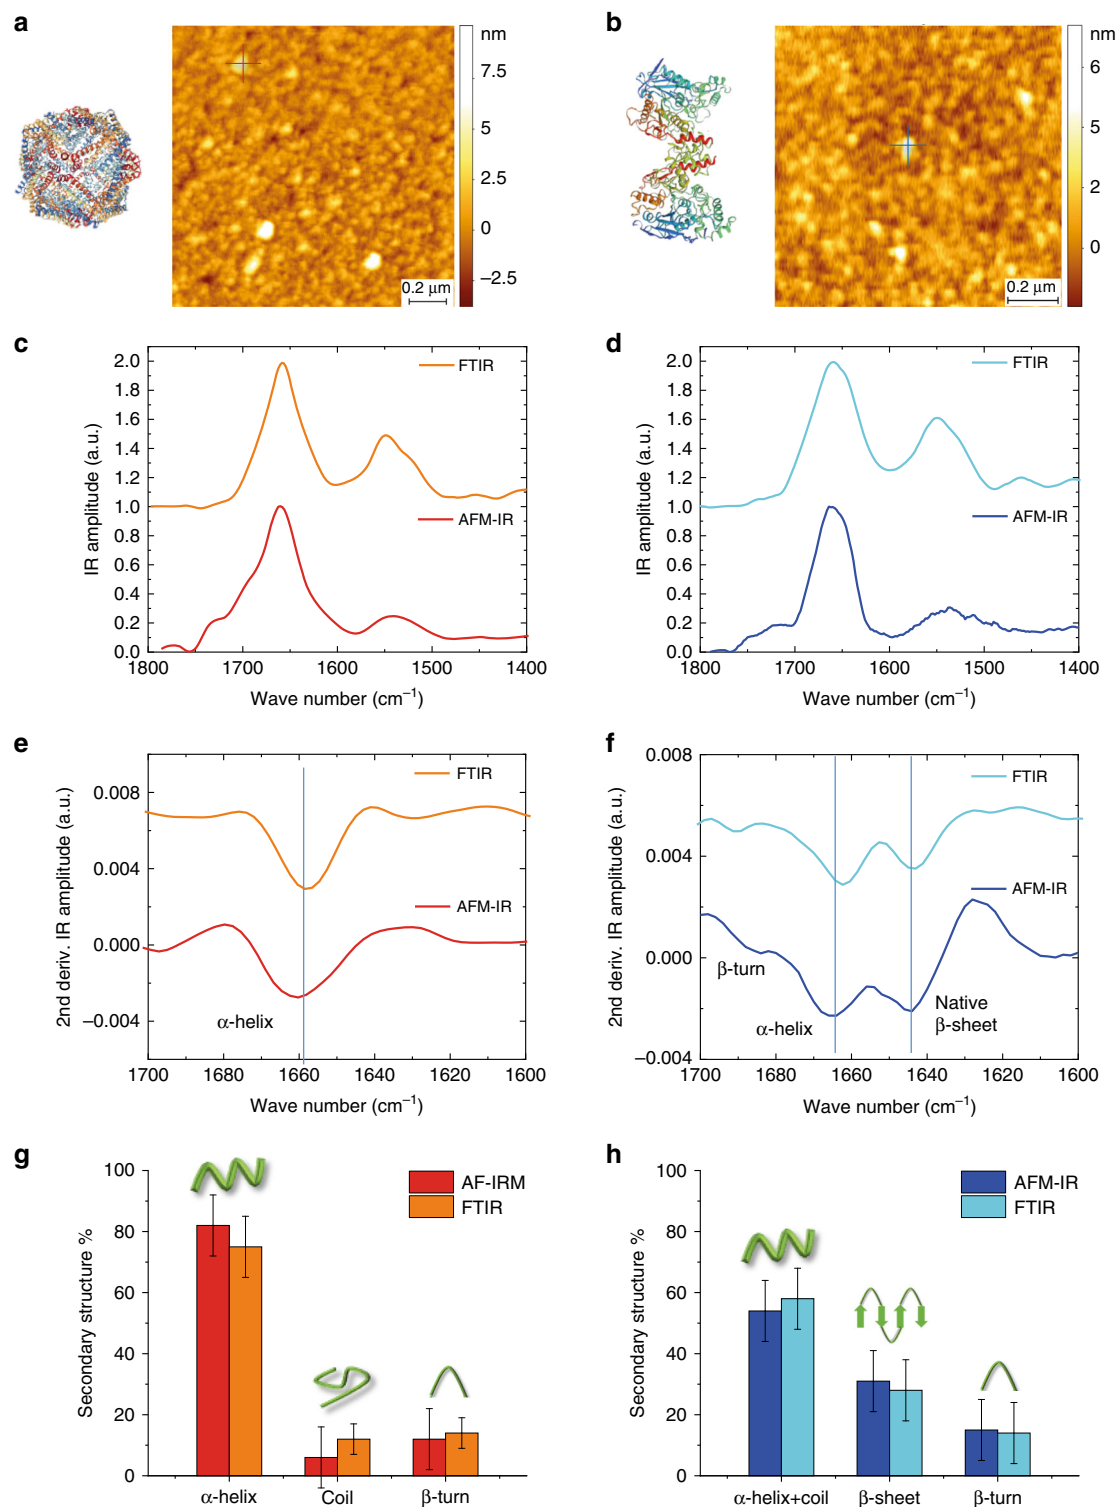 a
nm
7.5
5
2.5
0
−2.5
0.2 μm
b
nm
6
5
2
0
0.2 μm
c
IR amplitude (a.u.)
2.0
1.8
1.6
1.4
1.2
1.0
0.8
0.6
0.4
0.2
0.0
FTIR
AFM-IR
1800 1700 1600 1500 1400
Wave number (cm⁻¹)
d
IR amplitude (a.u.)
2.0
1.8
1.6
1.4
1.2
1.0
0.8
0.6
0.4
0.2
0.0
FTIR
AFM-IR
1800 1700 1600 1500 1400
Wave number (cm⁻¹)
e
2nd deriv. IR amplitude (a.u.)
0.008
0.004
0.000
−0.004
FTIR
AFM-IR
α-helix
1700 1680 1660 1640 1620 1600
Wave number (cm⁻¹)
f
2nd deriv. IR amplitude (a.u.)
0.008
0.004
0.000
−0.004
FTIR
AFM-IR
β-turn
α-helix
Native
β-sheet
1700 1680 1660 1640 1620 1600
Wave number (cm⁻¹)
g
Secondary structure %
100
80
60
40
20
0
AF-IRM
FTIR
α-helix Coil β-turn
h
Secondary structure %
100
80
60
40
20
0
AFM-IR
FTIR
α-helix+coil β-sheet β-turn